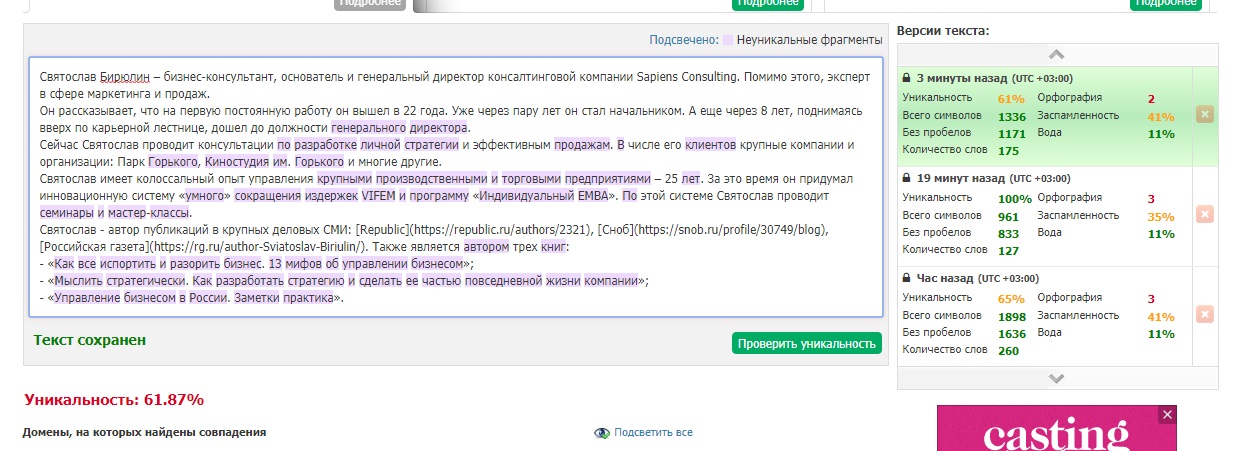 Подробнее
Подробнее
Подробнее
Подсвечено: Неуникальные фрагменты
Святослав Бирюлин – бизнес-консультант, основатель и генеральный директор консалтинговой компании Sapiens Consulting. Помимо этого, эксперт
в сфере маркетинга и продаж.
Он рассказывает, что на первую постоянную работу он вышел в 22 года. Уже через пару лет он стал начальником. А еще через 8 лет, поднимаясь
вверх по карьерной лестнице, дошел до должности генерального директора.
Сейчас Святослав проводит консультации по разработке личной стратегии и эффективным продажам. В числе его клиентов крупные компании и
организации: Парк Горького, Киностудия им. Горького и многие другие.
Святослав имеет колоссальный опыт управления крупными производственными и торговыми предприятиями – 25 лет. За это время он придумал
инновационную систему «умного» сокращения издержек VIFEM и программу «Индивидуальный EMBA». По этой системе Святослав проводит
семинары и мастер-классы.
Святослав - автор публикаций в крупных деловых СМИ: [Republic](https://republic.ru/authors/2321), [Сноб](https://snob.ru/profile/30749/blog),
[Российская газета](https://rg.ru/author-Sviatoslav-Biriulin/). Также является автором трех книг:
- «Как все испортить и разорить бизнес. 13 мифов об управлении бизнесом»;
- «Мыслить стратегически. Как разработать стратегию и сделать ее частью повседневной жизни компании»;
- «Управление бизнесом в России. Заметки практика».
Текст сохранен
Проверить уникальность
Уникальность: 61.87%
Домены, на которых найдены совпадения
Подсветить все
Версии текста:
3 минуты назад (UTC +03:00)
Уникальность 61% Орфография 2
Всего символов 1336 Заспамленность 41%
Без пробелов 1171 Вода 11%
Количество слов 175
19 минут назад (UTC +03:00)
Уникальность 100% Орфография 3
Всего символов 961 Заспамленность 35%
Без пробелов 833 Вода 11%
Количество слов 127
Час назад (UTC +03:00)
Уникальность 65% Орфография 3
Всего символов 1898 Заспамленность 41%
Без пробелов 1636 Вода 11%
Количество слов 260
casting